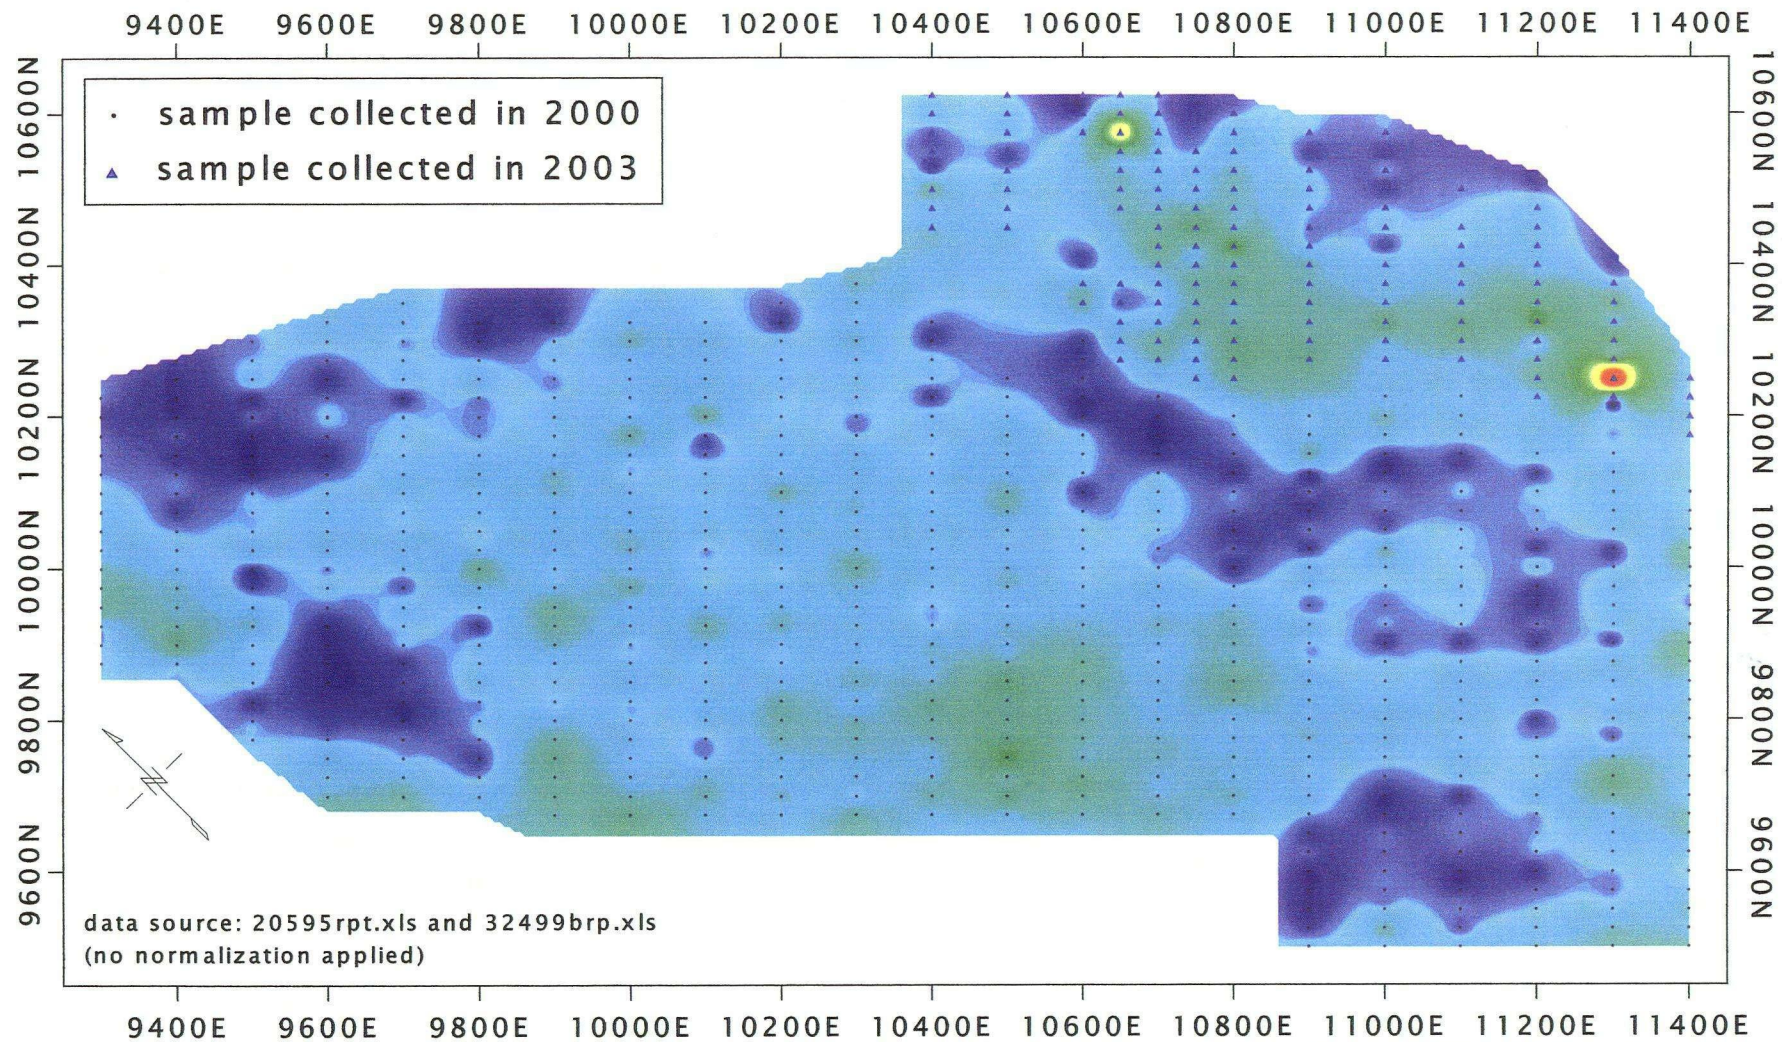 9400E 9600E 9800E 10000E 10200E 10400E 10600E 10800E 11000E 11200E 11400E
sample collected in 2000
sample collected in 2003
10600N
10400N
10200N
10000N
9800N
9600N
10600N
10400N
10200N
10000N
9800N
9600N
data source: 20595rpt.xls and 32499brp.xls
(no normalization applied)
9400E 9600E 9800E 10000E 10200E 10400E 10600E 10800E 11000E 11200E 11400E